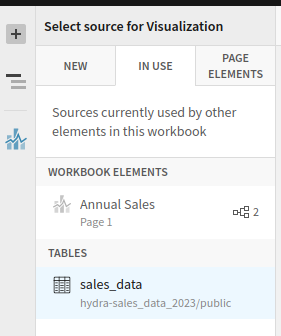 Select source for Visualization
NEW
IN USE
PAGE
ELEMENTS
Sources currently used by other
elements in this workbook
WORKBOOK ELEMENTS
Annual Sales
2
Page 1
TABLES
sales_data
hydra-sales_data_2023/public